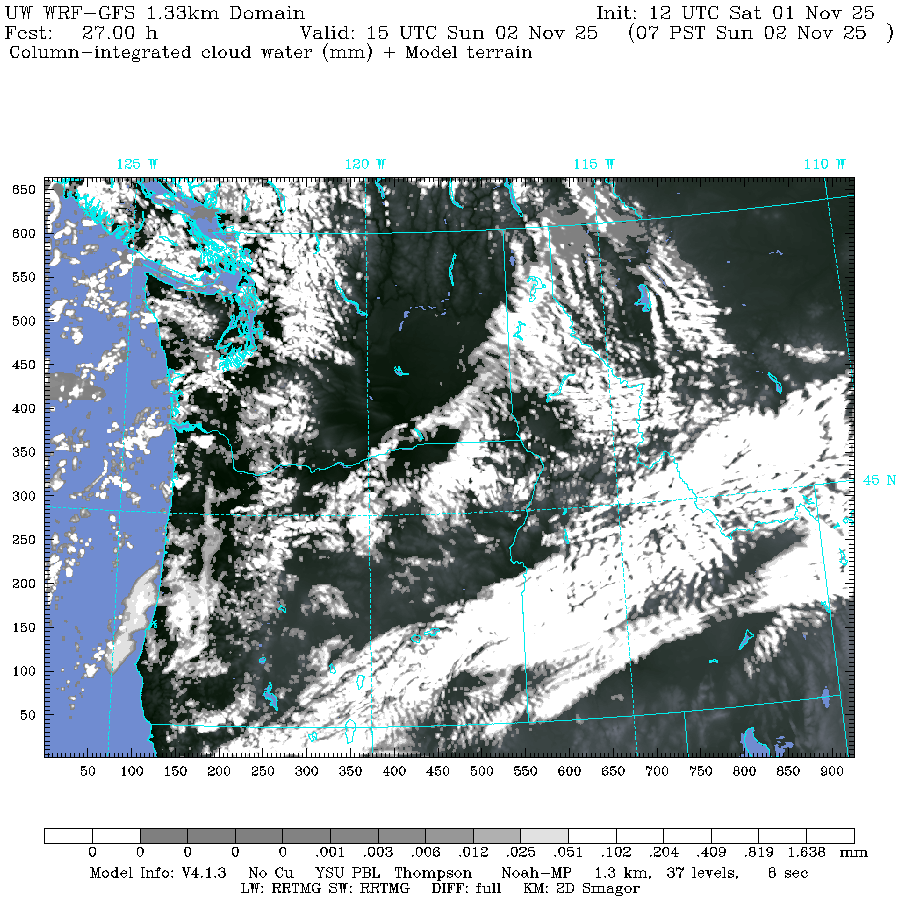 UW WRF-GFS 1.33km Domain Init: 12 UTC Sat 01 Nov 25
Fcst: 27.00 h Valid: 15 UTC Sun 02 Nov 25 (07 PST Sun 02 Nov 25 )
Column-integrated cloud water (mm) + Model terrain
125 W 120 W 115 W 110 W
650
600
550
500
450
400
350
45 N
300
250
200
150
100
50
50 100 150 200 250 300 350 400 450 500 550 600 650 700 750 800 850 900
0 0 0 0 0 .001 .003 .006 .012 .025 .051 .102 .204 .409 .819 1.638 mm
Model Info: V4.1.3 No Cu YSU PBL Thompson Noah-MP 1.3 km, 37 levels, 8 sec
LW: RRTMG SW: RRTMG DIFF: full KM: 2D Smagor